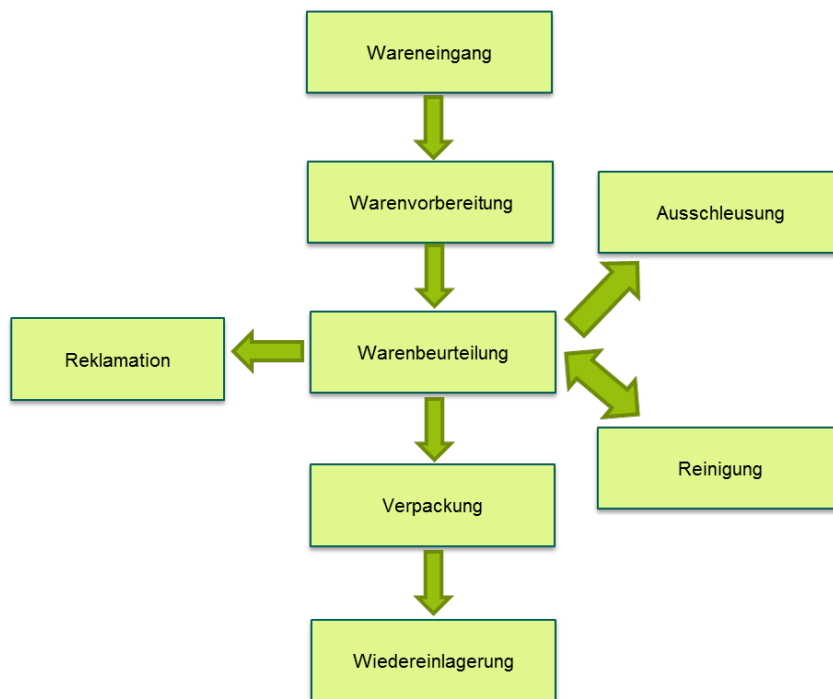 Wareneingang
Warenvorbereitung
Ausschleusung
Reklamation
Warenbeurteilung
Reinigung
Verpackung
Wiedereinlagerung